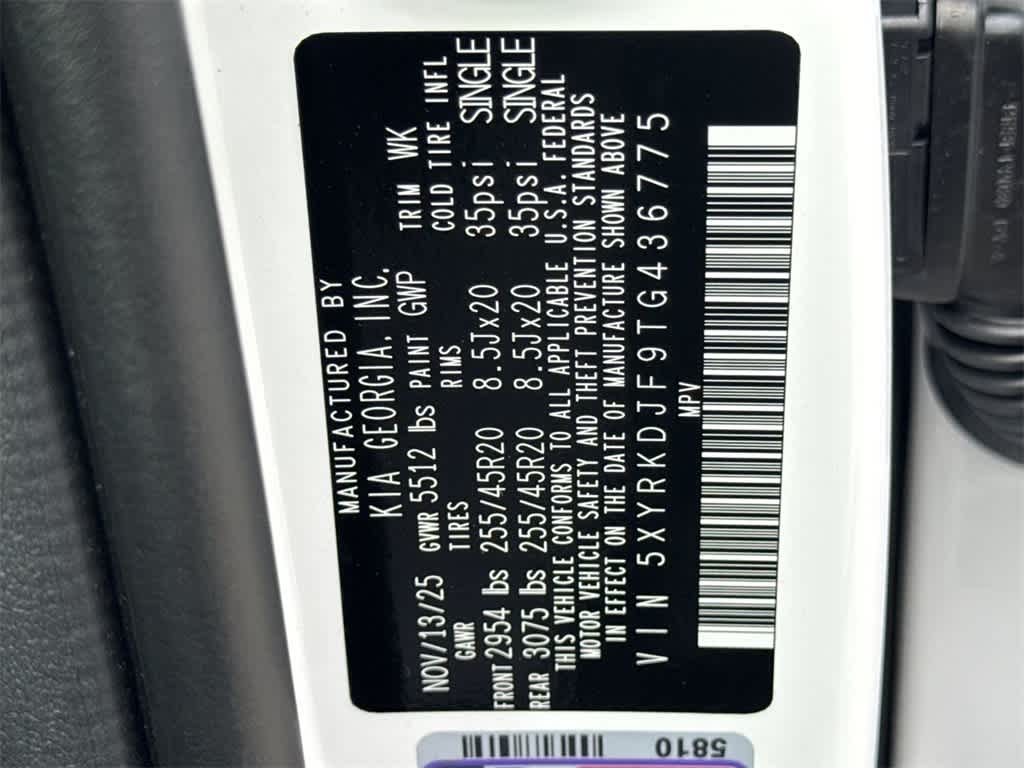 MANUFACTURED BY
KIA GEORGIA, INC.
NOV/13/25 GVWR 5512 lbs PAINT GWP TRIM WK
GAWR TIRES RIMS COLD TIRE INFL
FRONT 2954 lbs 255/45R20 8.5Jx20 35psi SINGLE
REAR 3075 lbs 255/45R20 8.5Jx20 35psi SINGLE
THIS VEHICLE CONFORMS TO ALL APPLICABLE U.S.A. FEDERAL
MOTOR VEHICLE SAFETY AND THEFT PREVENTION STANDARDS
IN EFFECT ON THE DATE OF MANUFACTURE SHOWN ABOVE
VIN 5XYRKDJF9TG436775
MPV
5810